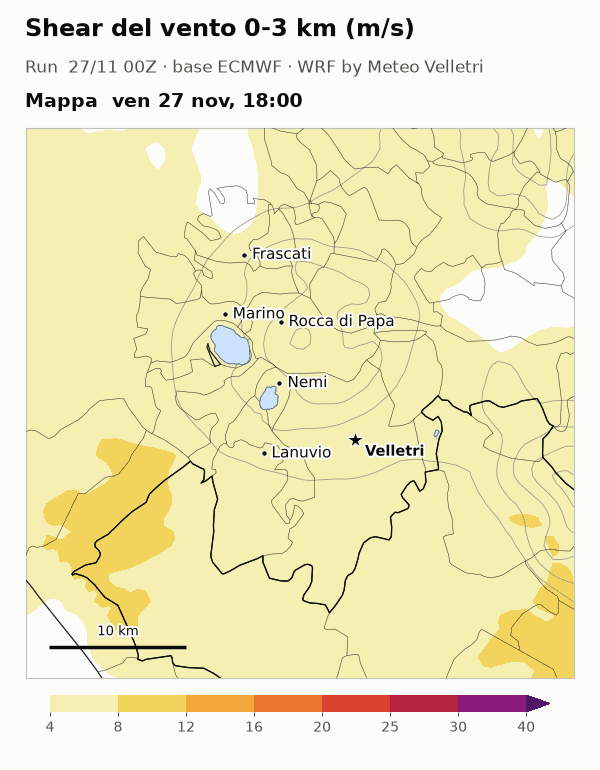 Shear del vento 0-3 km (m/s)
Run  27/11 00Z · base ECMWF · WRF by Meteo Velletri
Mappa  ven 27 nov, 18:00
Frascati
Marino
Rocca di Papa
Nemi
Velletri
Lanuvio
10 km
4 8 12 16 20 25 30 40